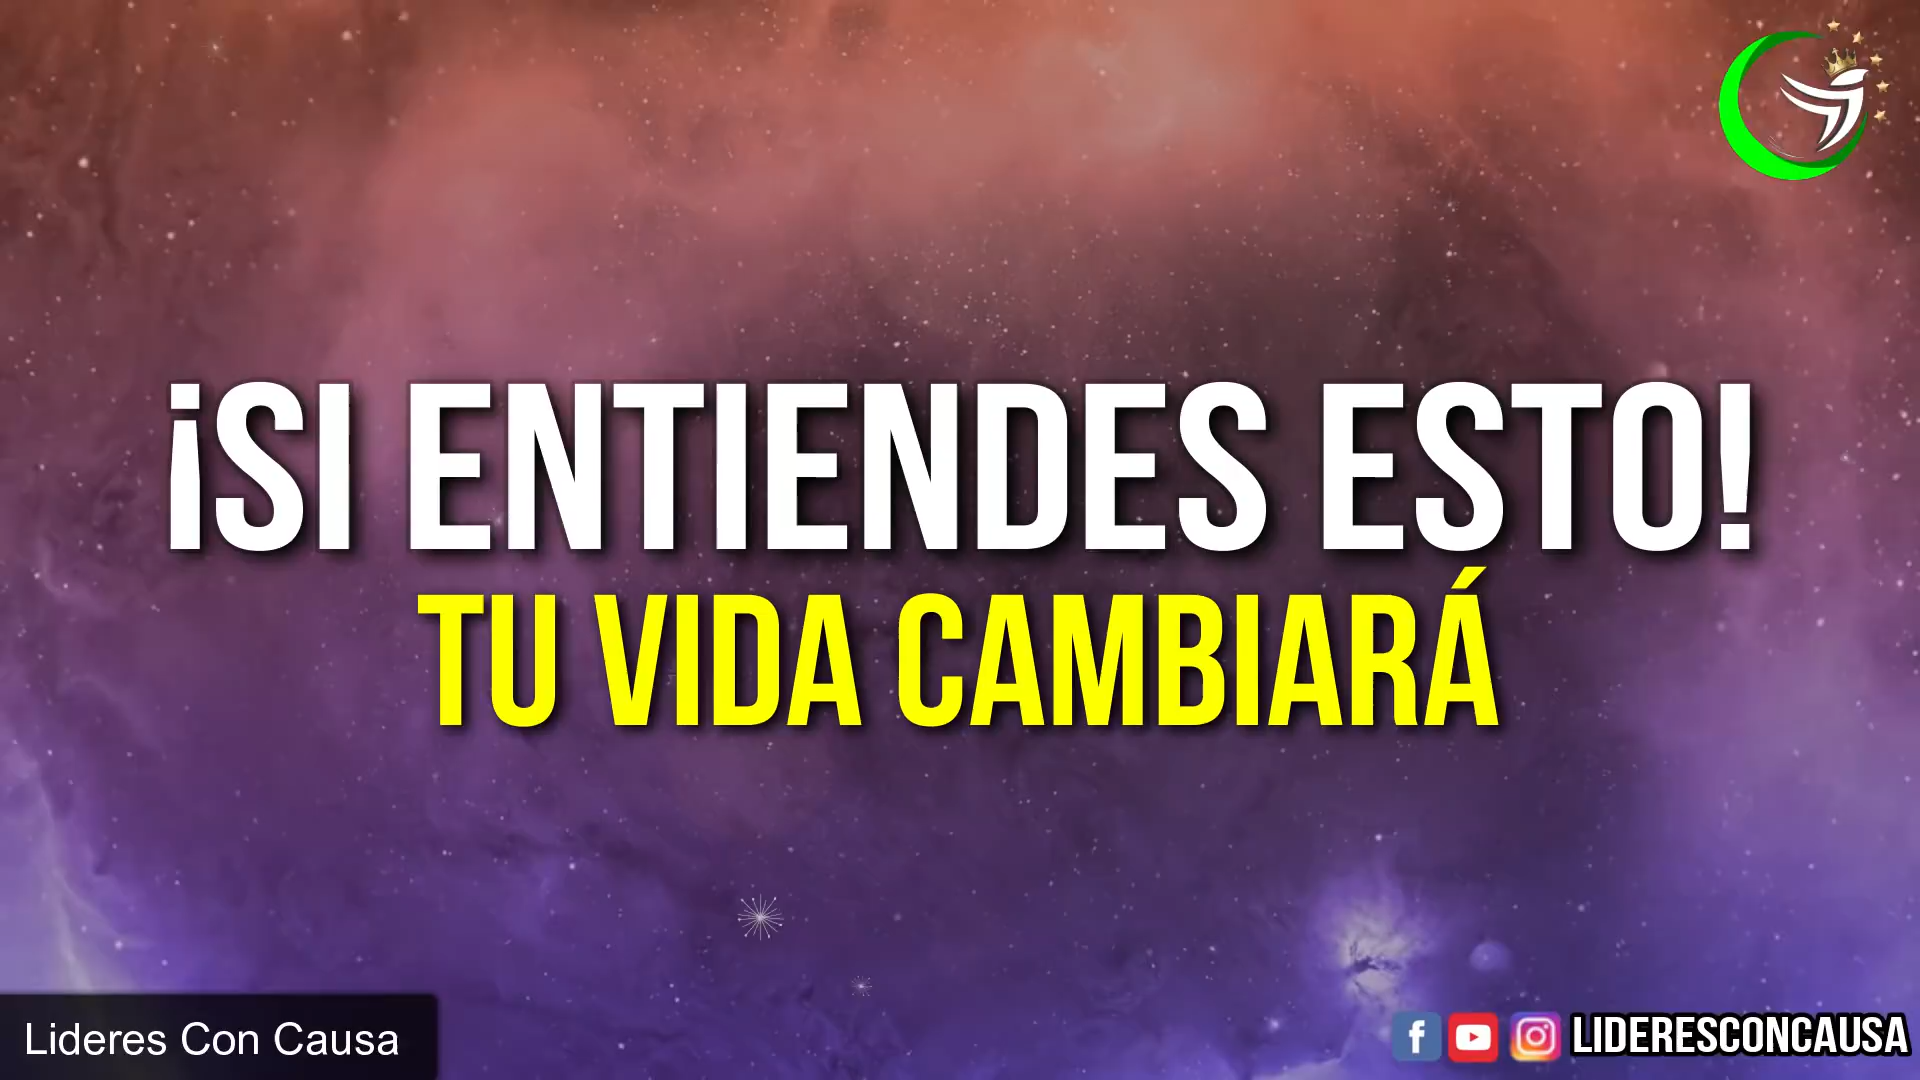 ¡SI ENTIENDES ESTO!
TU VIDA CAMBIARÁ
Lideres Con Causa
LIDERESCONCAUSA